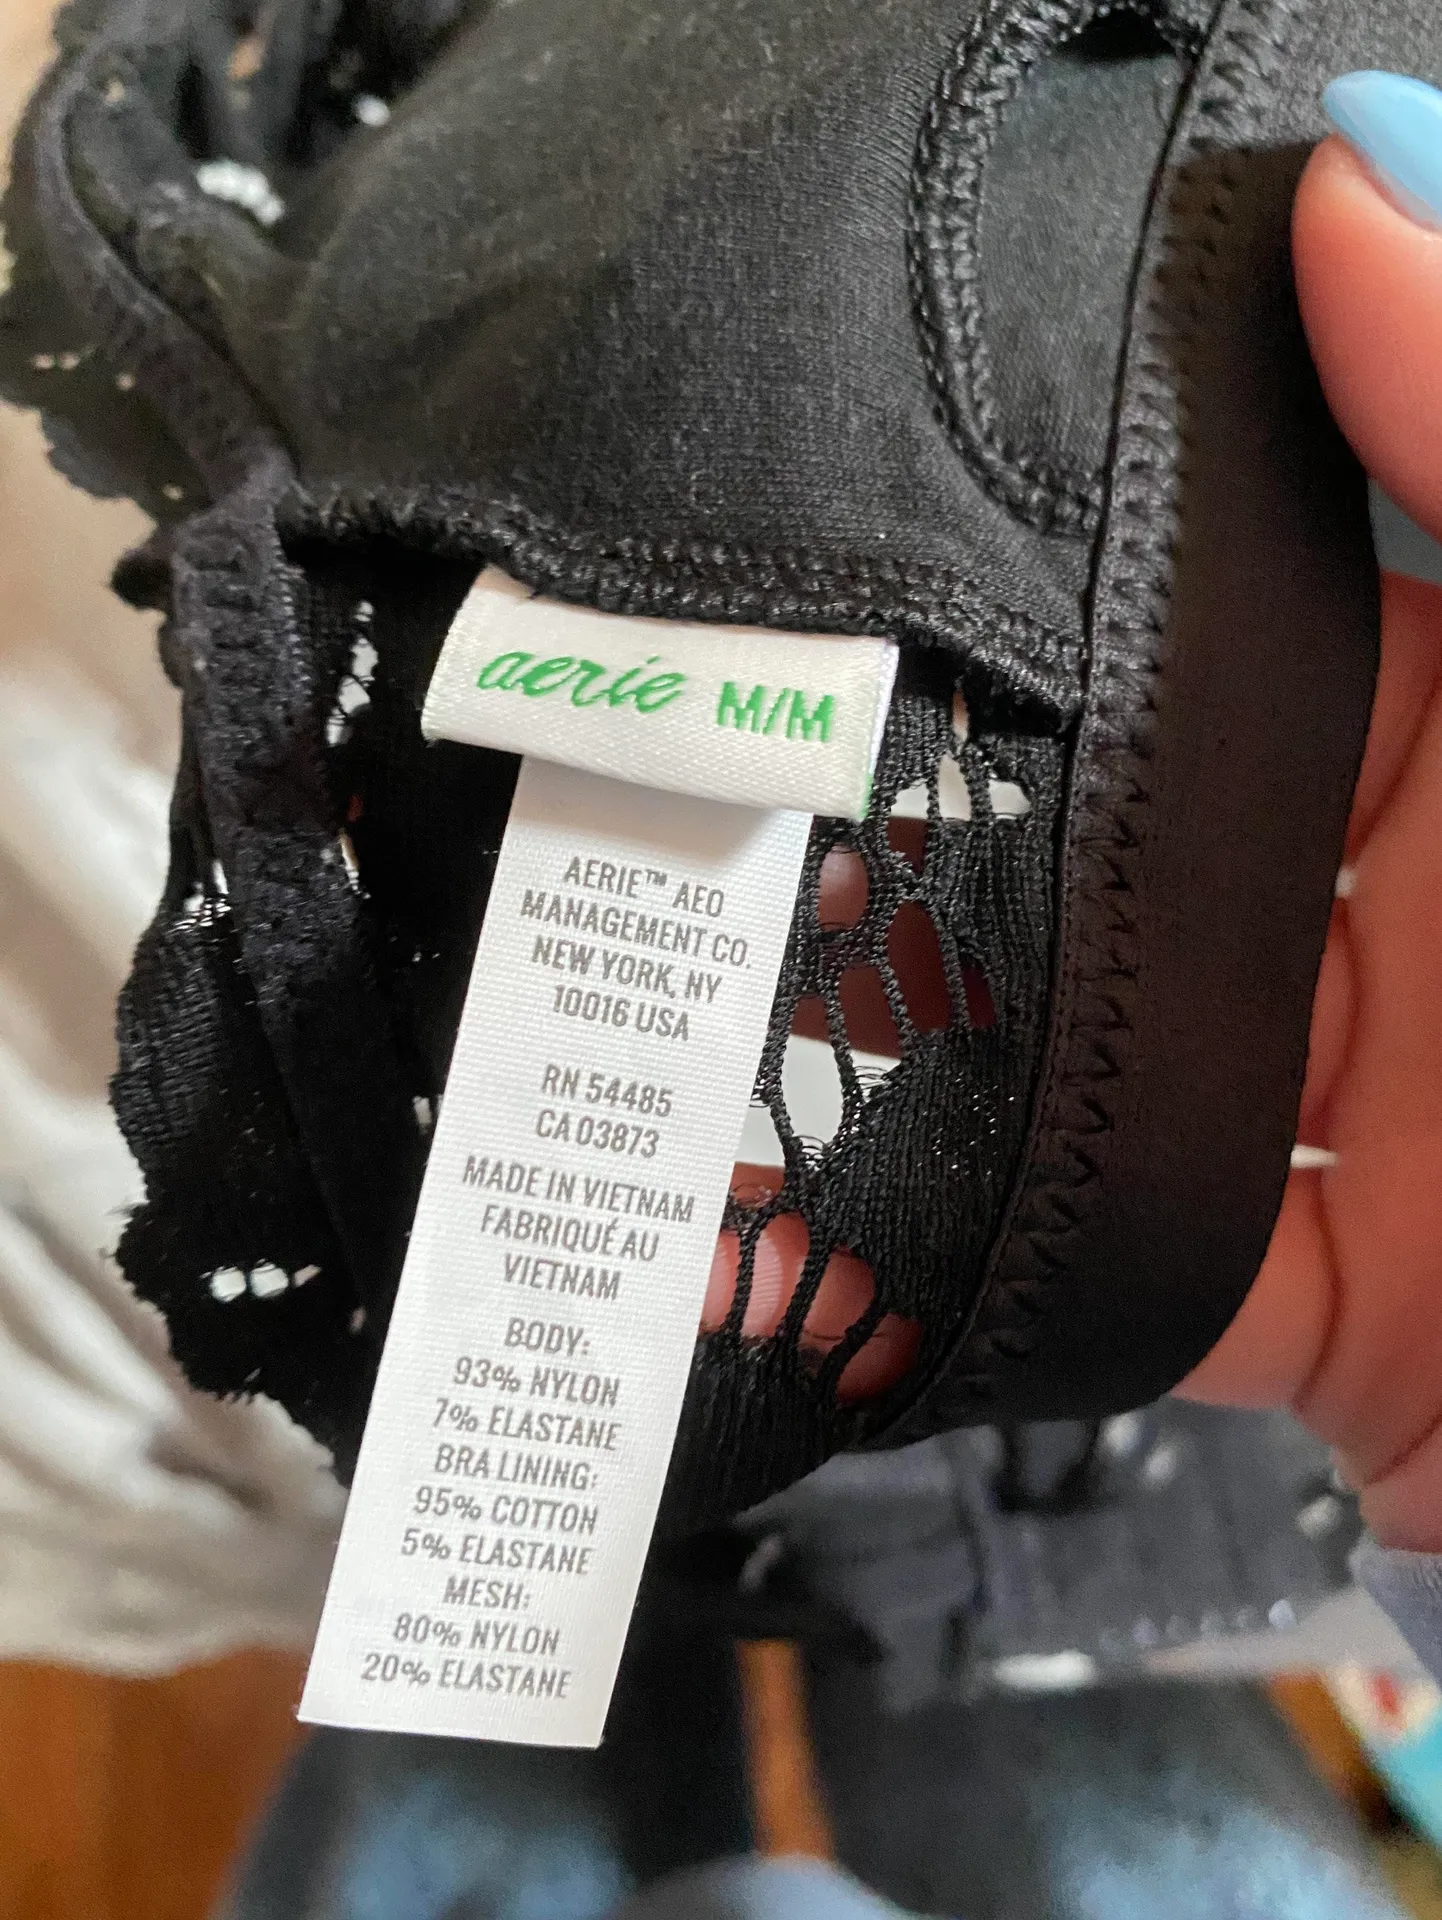 aerie M/M
AERIE™ AEO
MANAGEMENT CO.
NEW YORK, NY
10016 USA
RN 54485
CA 03873
MADE IN VIETNAM
FABRIQUÉ AU
VIETNAM
BODY:
93% NYLON
7% ELASTANE
BRA LINING:
95% COTTON
5% ELASTANE
MESH:
80% NYLON
20% ELASTANE